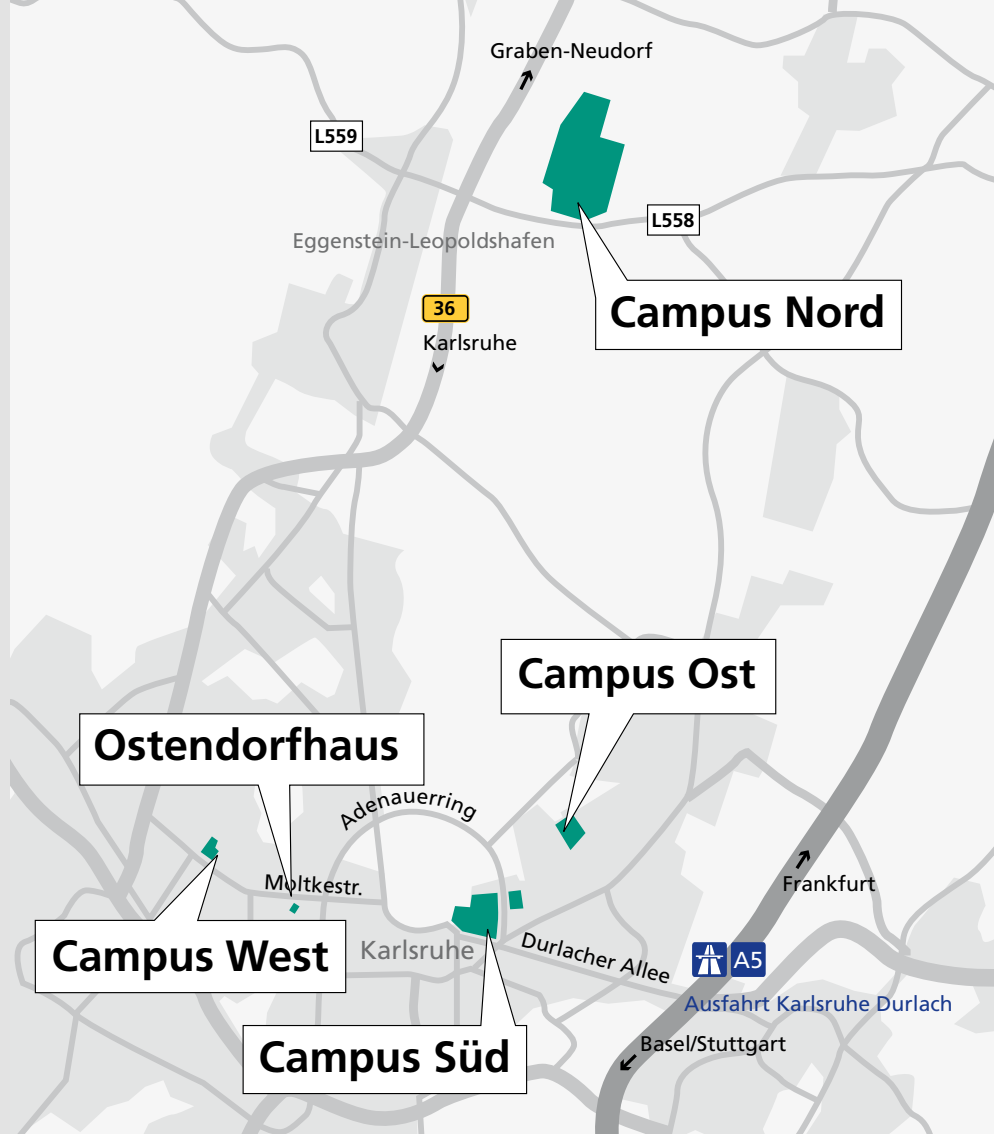 Graben-Neudorf
L559
L558
Eggenstein-Leopoldshafen
Campus Nord
36
Karlsruhe
Campus Ost
Ostendorfhaus
Adenauerring
Moltkestr.
Frankfurt
Campus West
Karlsruhe
Durlacher Allee
A5
Ausfahrt Karlsruhe Durlach
Campus Süd
Basel/Stuttgart